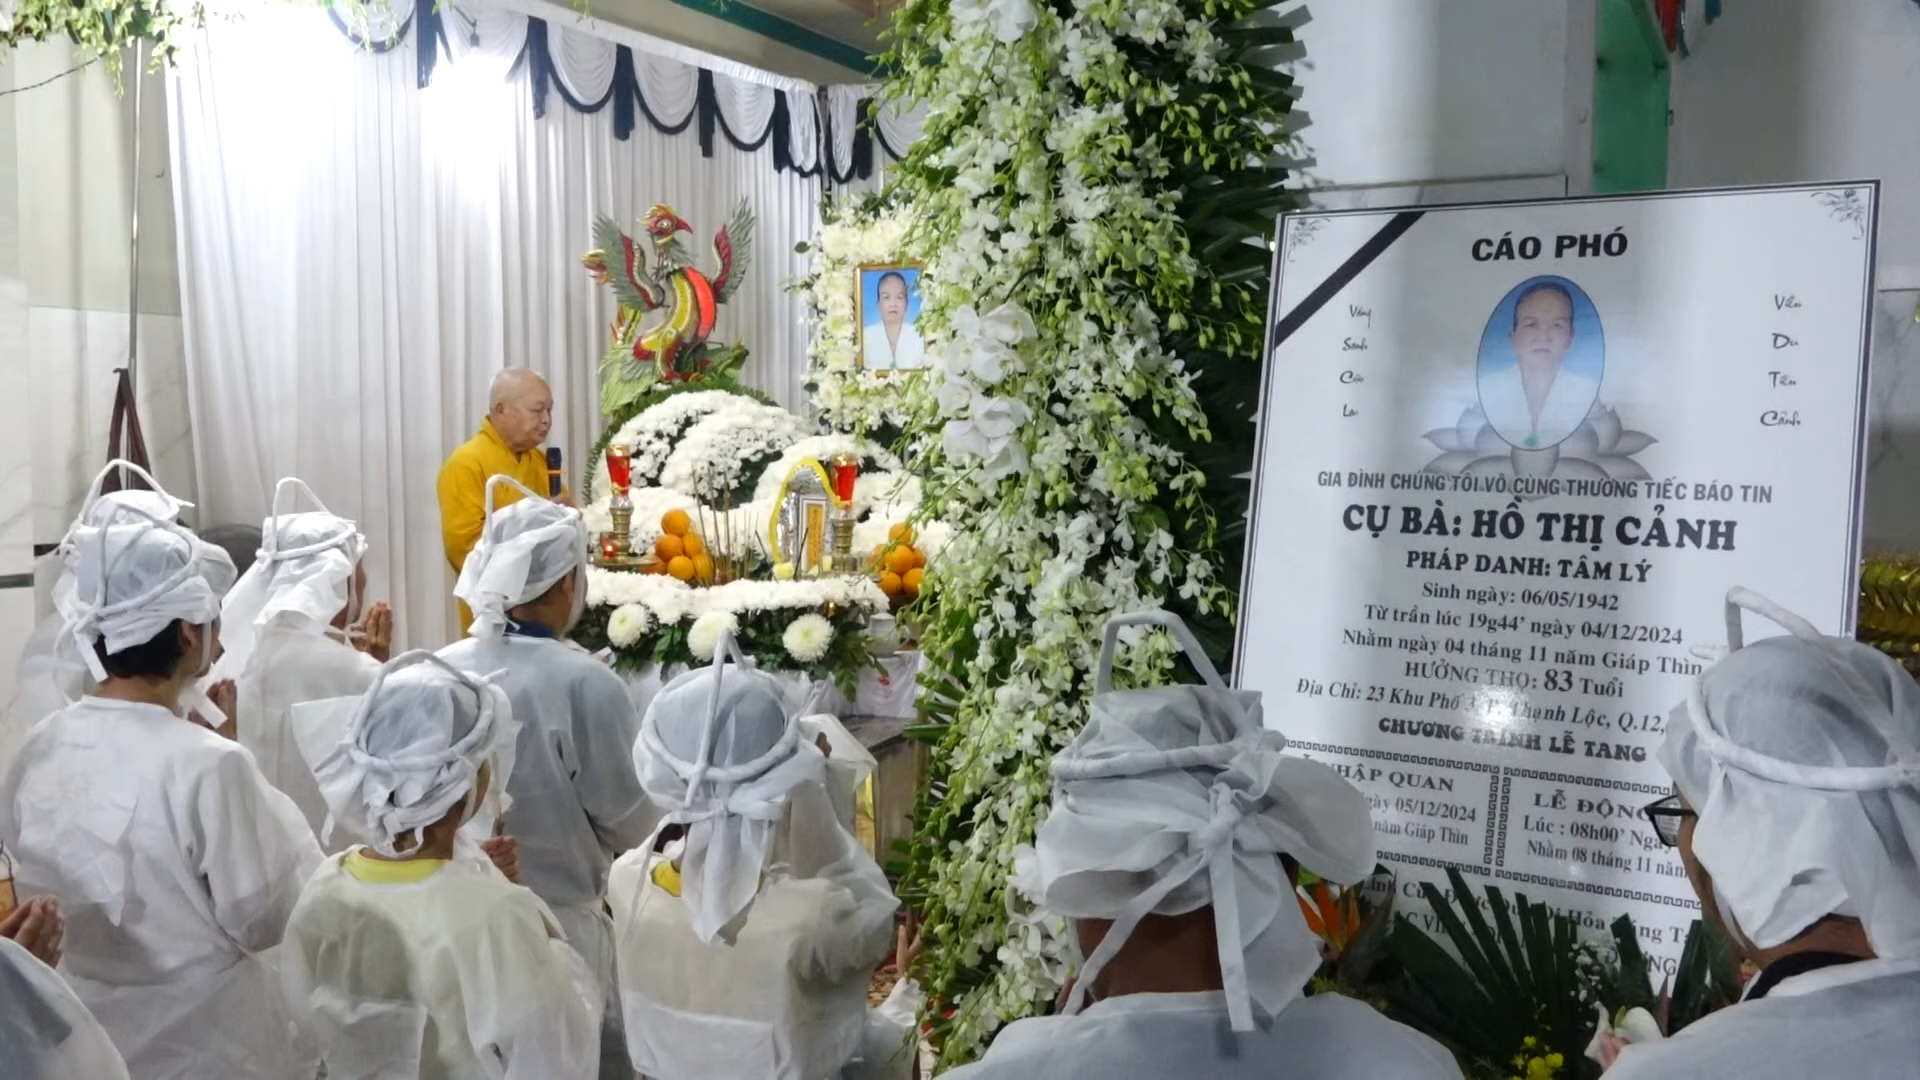 CÁO PHÓ
Vãng
Sanh
Cực
Lạc
Vân
Du
Tiên
Cảnh
GIA ĐÌNH CHÚNG TÔI VÔ CÙNG THƯƠNG TIẾC BÁO TIN
CỤ BÀ: HỒ THỊ CẢNH
PHÁP DANH: TÂM LÝ
Sinh ngày: 06/05/1942
Từ trần lúc 19g44' ngày 04/12/2024
Nhằm ngày 04 tháng 11 năm Giáp Thìn
HƯỞNG THỌ: 83 Tuổi
Địa Chỉ: 23 Khu Phố Thạnh Lộc, Q.12,
CHƯƠNG TRÌNH LỄ TANG
NHẬP QUAN
05/12/2024
năm Giáp Thìn
LỄ ĐỘNG
Lúc : 08h00'
Nhằm 08 tháng 11 năm
Hỏa